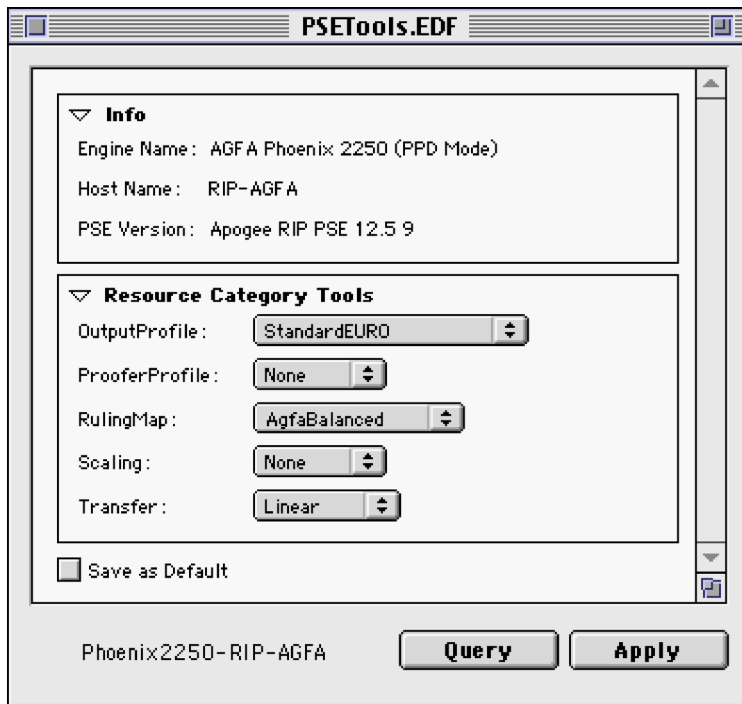 PSETools.EDF
Info
Engine Name: AGFA Phoenix 2250 (PPD Mode)
Host Name: RIP-AGFA
PSE Version: Apogee RIP PSE 12.5 9
Resource Category Tools
OutputProfile: StandardEURO
ProoferProfile: None
RulingMap: AgfaBalanced
Scaling: None
Transfer: Linear
Save as Default
Phoenix2250-RIP-AGFA Query Apply